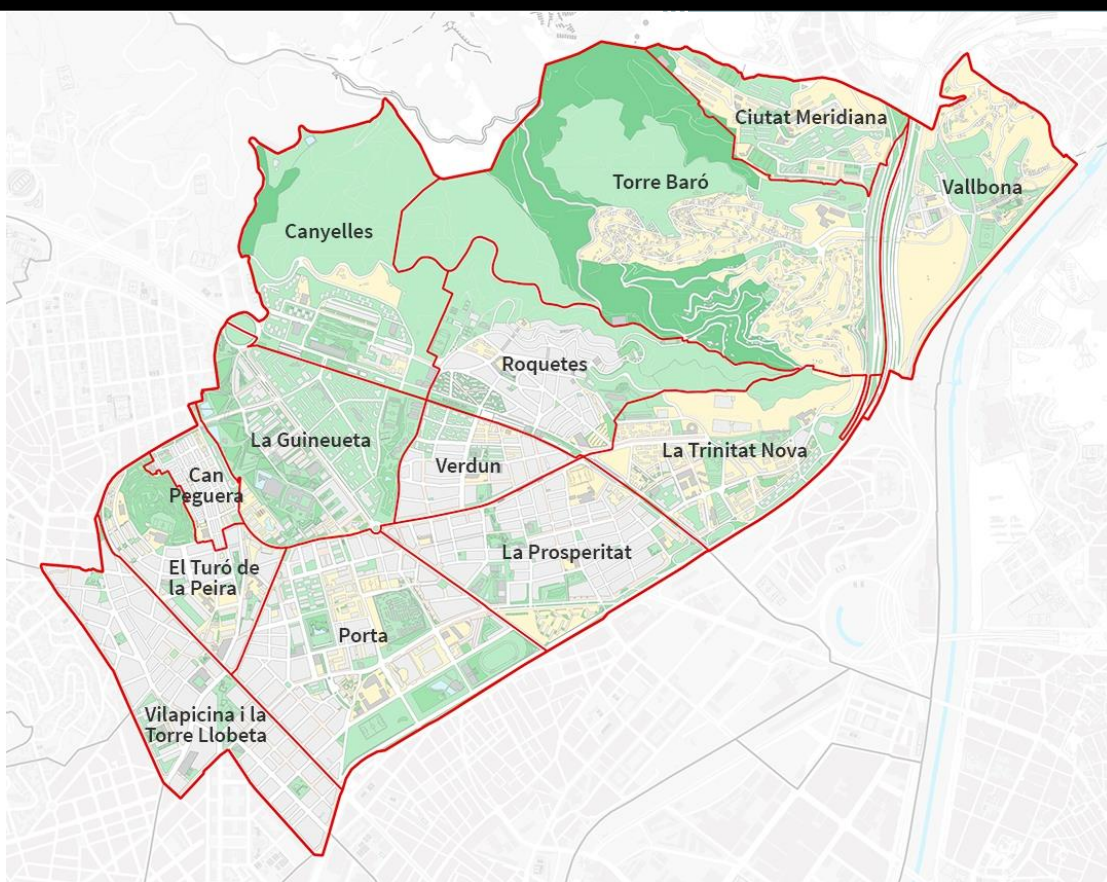 Ciutat Meridiana
Torre Baró
Vallbona
Canyelles
Roquetes
La Guineueta
La Trinitat Nova
Verdun
Can
Peguera
La Prosperitat
El Turó de
la Peira
Porta
Vilapicina i la
Torre Llobeta